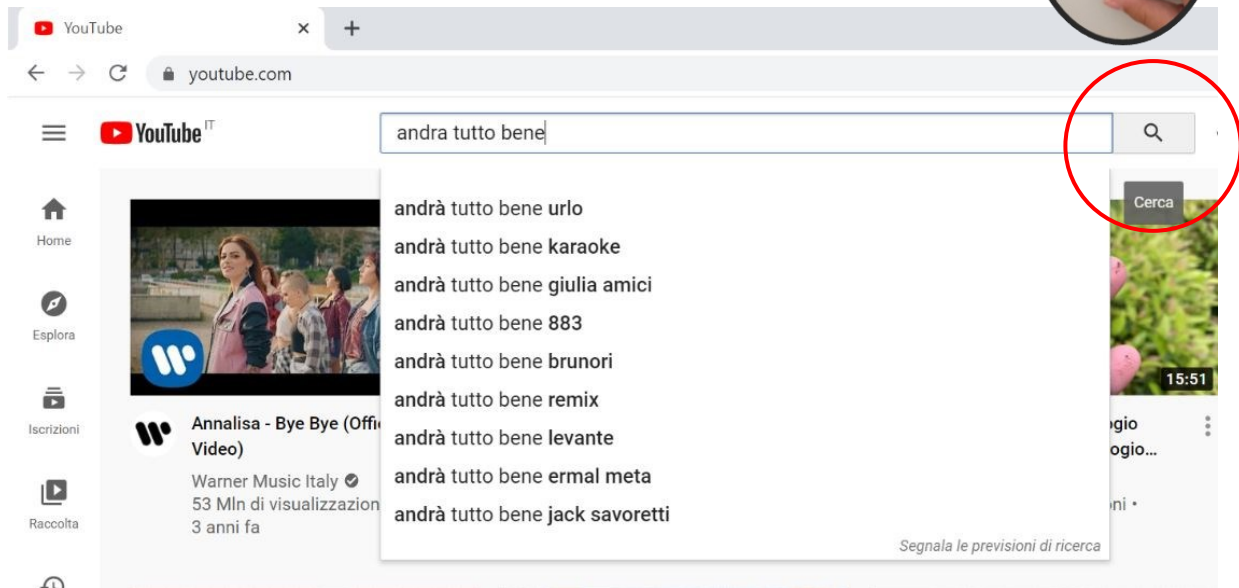 YouTube
youtube.com
YouTube IT
andra tutto bene
Cerca
andrà tutto bene urlo
andrà tutto bene karaoke
andrà tutto bene giulia amici
andrà tutto bene 883
andrà tutto bene brunori
andrà tutto bene remix
andrà tutto bene levante
andrà tutto bene ermal meta
andrà tutto bene jack savoretti
Segnala le previsioni di ricerca
Home
Esplora
Iscrizioni
Raccolta
Annalisa - Bye Bye (Offi
Video)
Warner Music Italy
53 Mln di visualizzazion
3 anni fa
15:51
ogio...